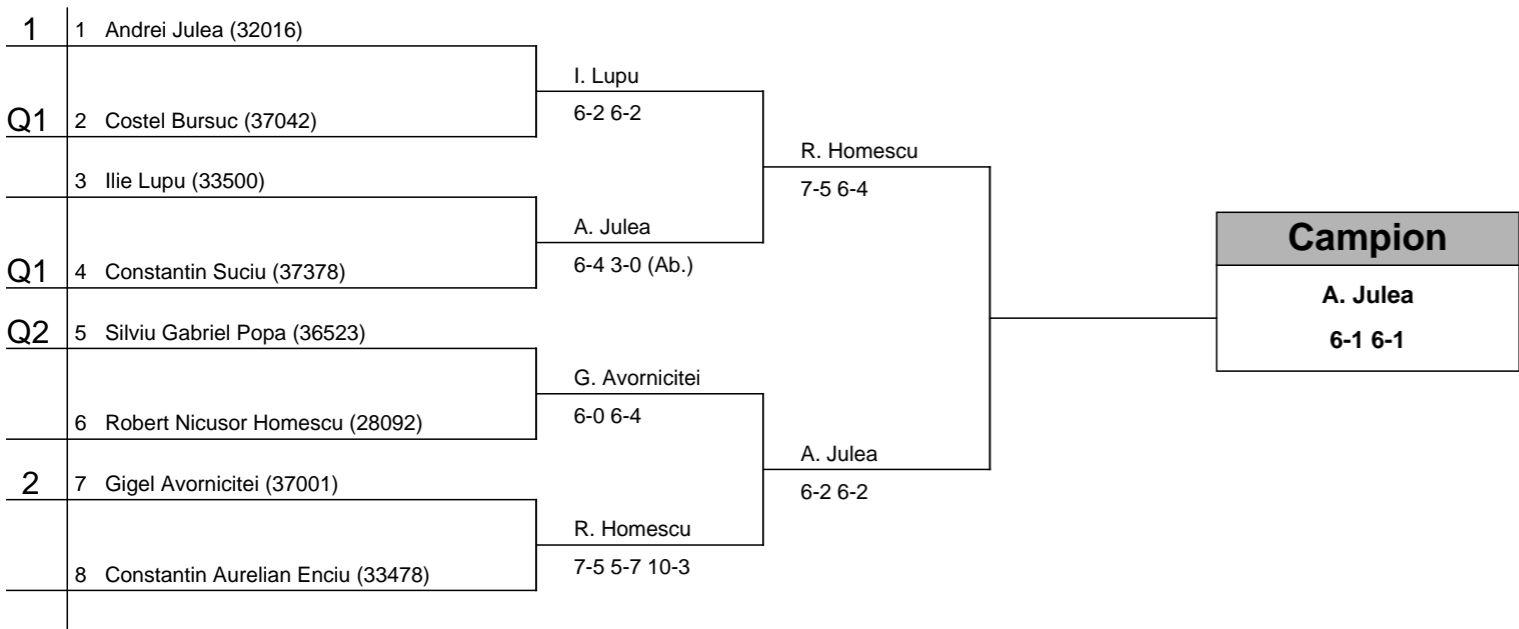 1 1 Andrei Julea (32016)
I. Lupu
6-2 6-2
Q1 2 Costel Bursuc (37042)
R. Homescu
7-5 6-4
3 Ilie Lupu (33500)
A. Julea
6-4 3-0 (Ab.)
Q1 4 Constantin Suciu (37378)
Campion
A. Julea
6-1 6-1
Q2 5 Silviu Gabriel Popa (36523)
G. Avornicitei
6-0 6-4
6 Robert Nicusor Homescu (28092)
A. Julea
6-2 6-2
2 7 Gigel Avornicitei (37001)
R. Homescu
7-5 5-7 10-3
8 Constantin Aurelian Enciu (33478)